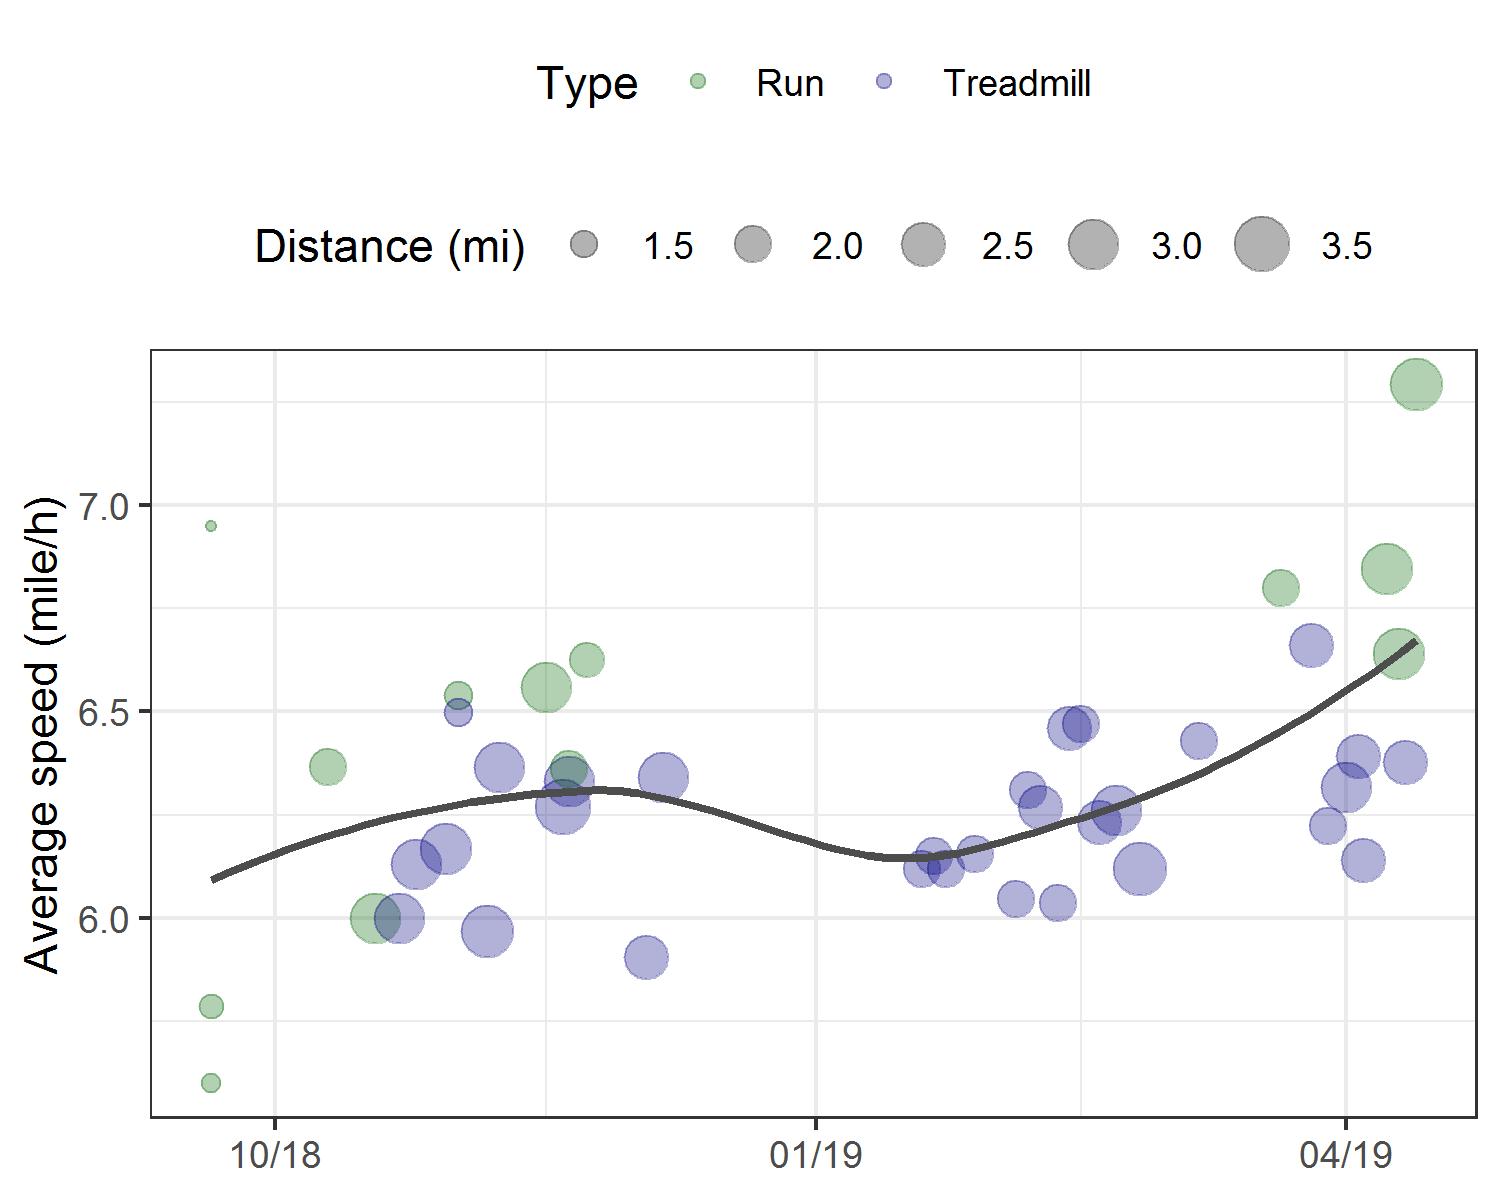 Type Run Treadmill
Distance (mi) 1.5 2.0 2.5 3.0 3.5
Average speed (mile/h)
7.0
6.5
6.0
10/18 01/19 04/19